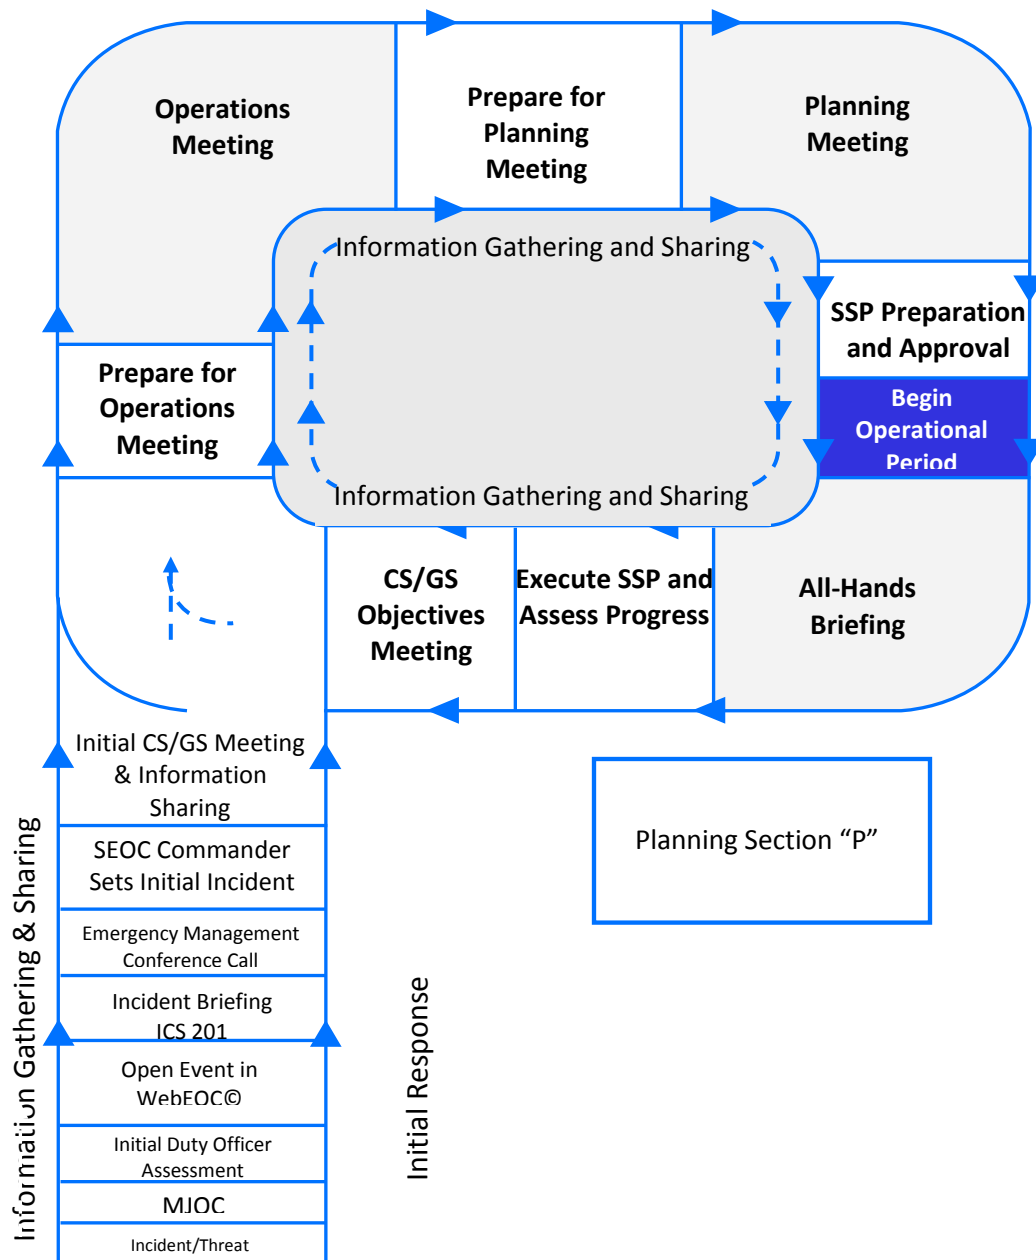 Operations
Meeting
Prepare for
Planning
Meeting
Planning
Meeting
Information Gathering and Sharing
SSP Preparation
and Approval
Prepare for
Operations
Meeting
Begin
Operational
Period
Information Gathering and Sharing
CS/GS
Objectives
Meeting
Execute SSP and
Assess Progress
All-Hands
Briefing
Initial CS/GS Meeting
& Information
Sharing
SEOC Commander
Sets Initial Incident
Emergency Management
Conference Call
Incident Briefing
ICS 201
Open Event in
WebEOC©
Initial Duty Officer
Assessment
MJOC
Incident/Threat
Information Gathering & Sharing
Initial Response
Planning Section “P”